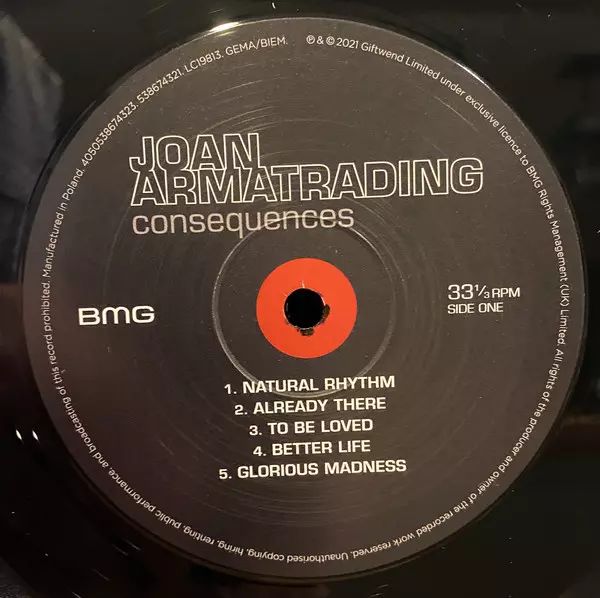 JOAN
ARMATRADING
consequences
BMG
33⅓ RPM
SIDE ONE
1. NATURAL RHYTHM
2. ALREADY THERE
3. TO BE LOVED
4. BETTER LIFE
5. GLORIOUS MADNESS
℗ & © 2021 Giftwend Limited under exclusive licence to BMG Rights Management (UK) Limited. All rights of the producer and owner of the recorded work reserved. Unauthorised copying, hiring, renting, public performance and broadcasting of this record prohibited. Manufactured in Poland. 4050538674323. 538674321. LC19813. GEMA/BIEM.